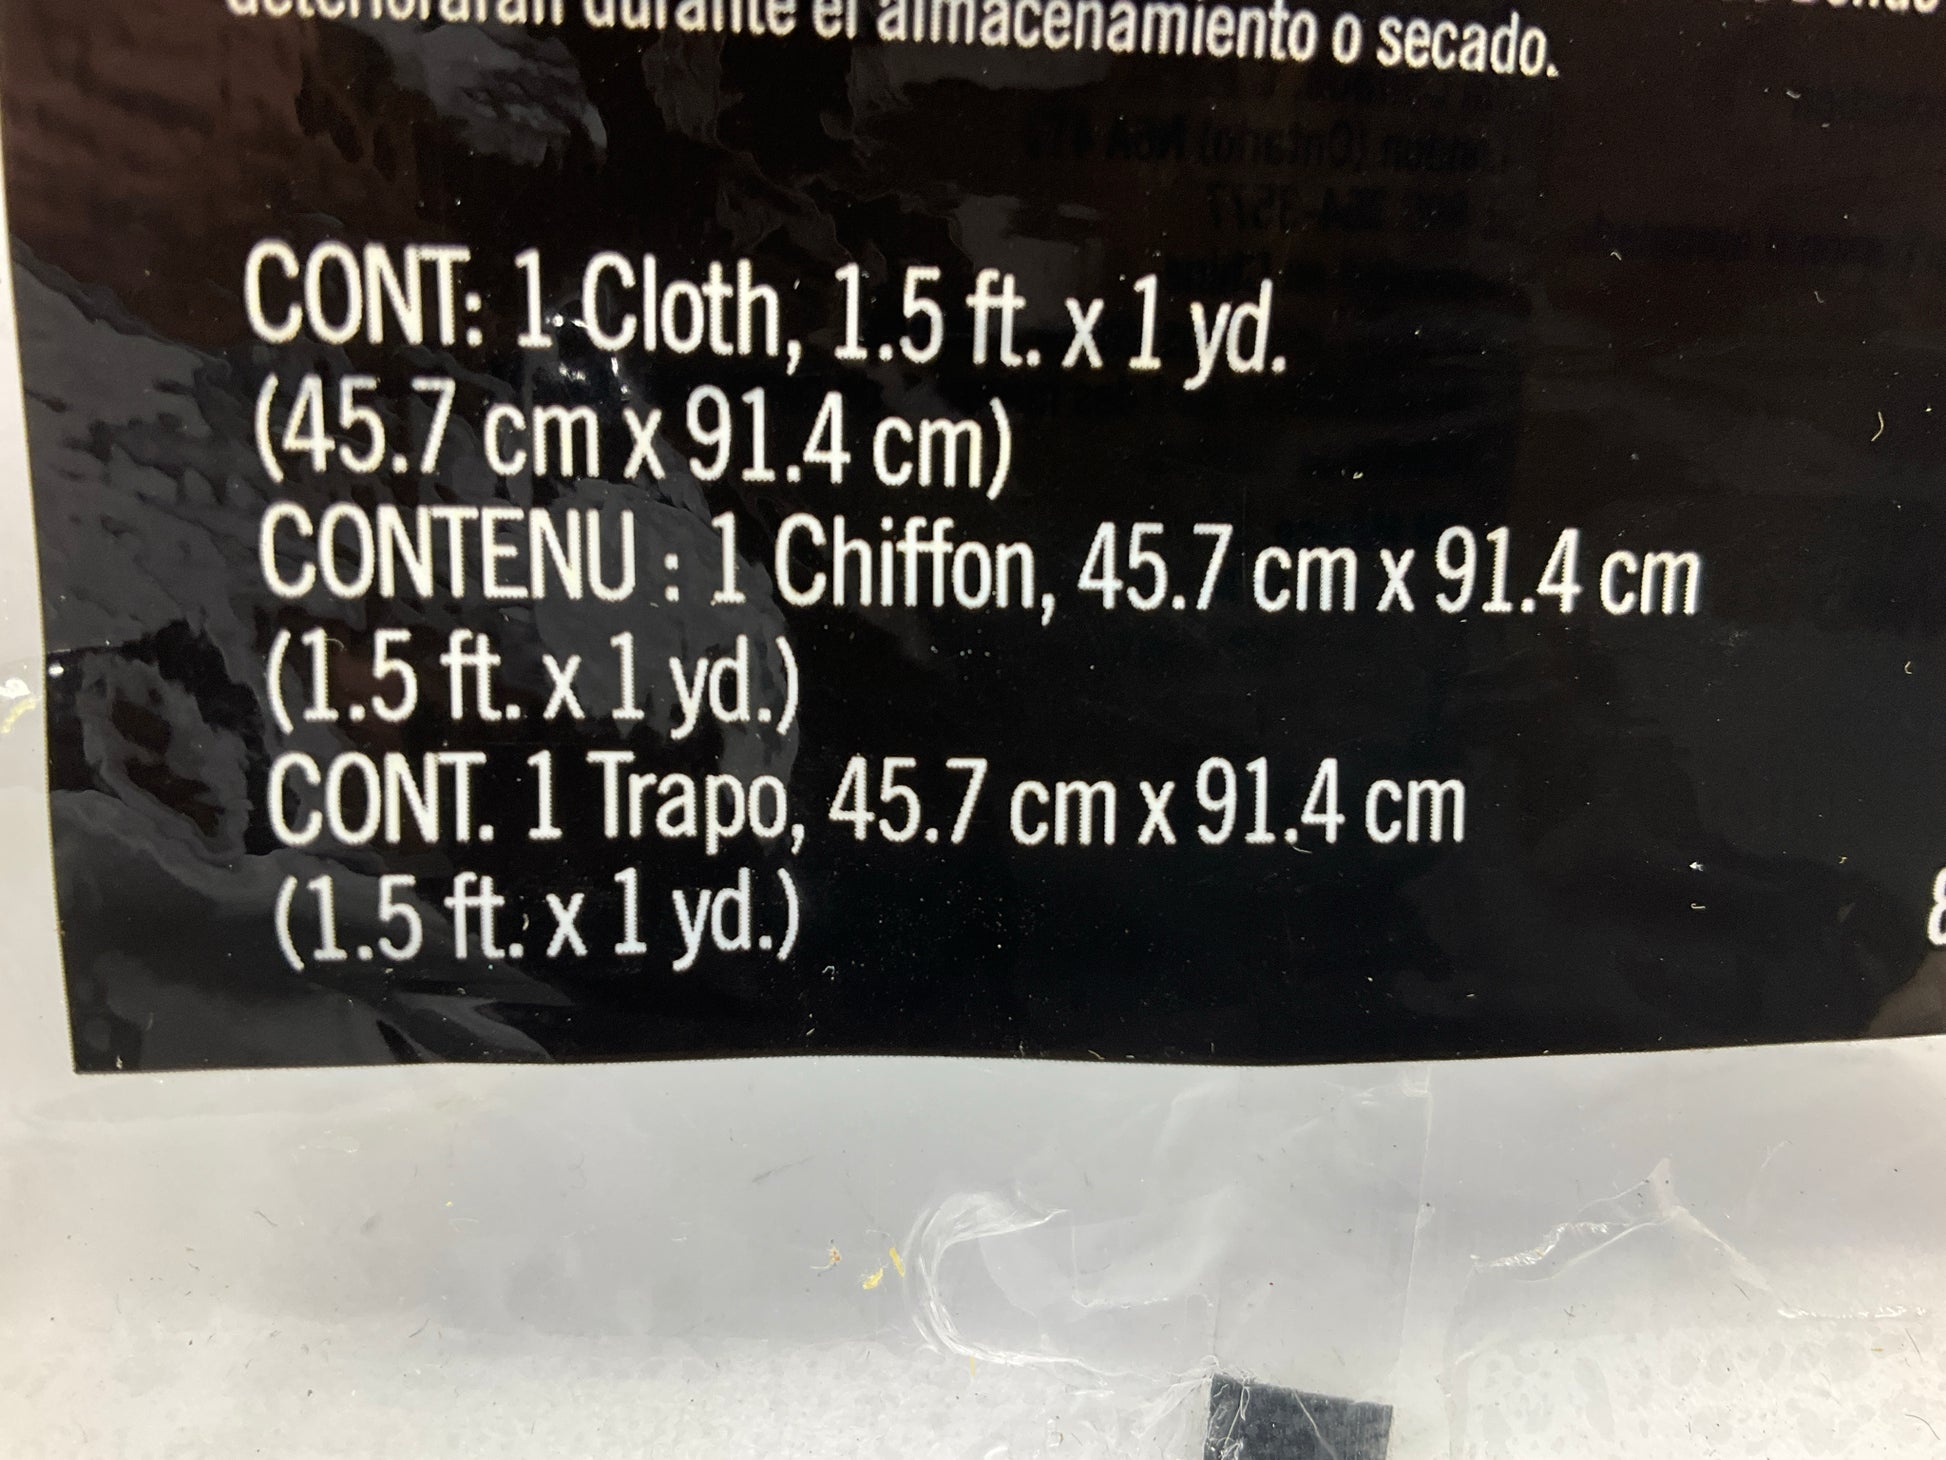 deteriorarán durante el almacenamiento o secado.
CONT: 1 Cloth, 1.5 ft. x 1 yd.
(45.7 cm x 91.4 cm)
CONTENU : 1 Chiffon, 45.7 cm x 91.4 cm
(1.5 ft. x 1 yd.)
CONT. 1 Trapo, 45.7 cm x 91.4 cm
(1.5 ft. x 1 yd.)